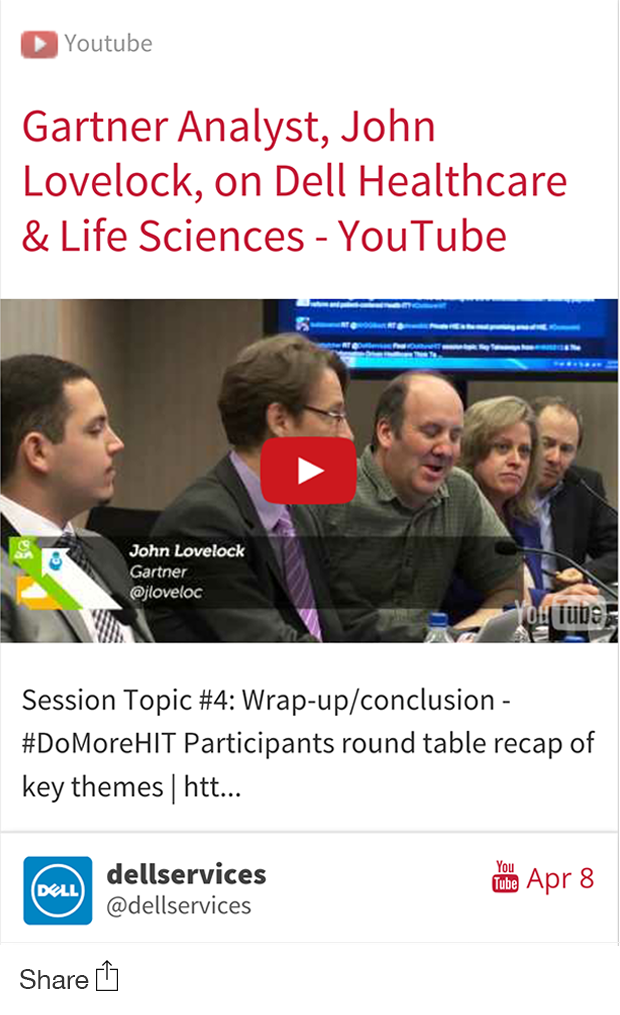 Youtube
Gartner Analyst, John
Lovelock, on Dell Healthcare
& Life Sciences - YouTube
John Lovelock
Gartner
@jloveloc
YouTube
Session Topic #4: Wrap-up/conclusion -
#DoMoreHIT Participants round table recap of
key themes | htt...
DELL
dellservices
@dellservices
You
Tube
Apr 8
Share